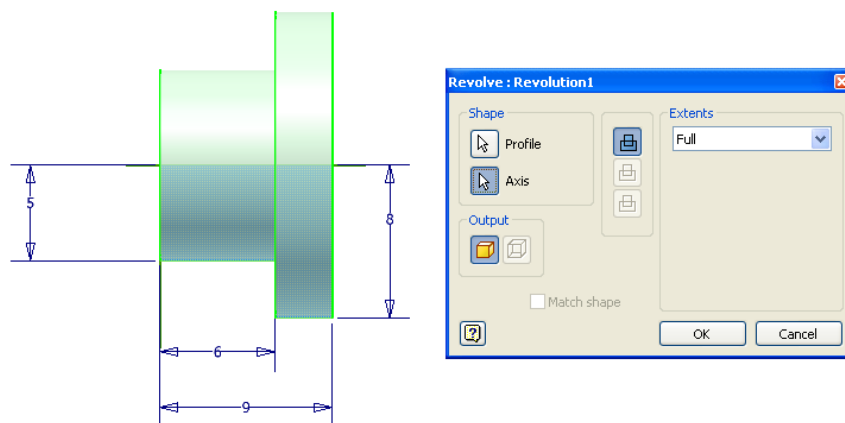 5
8
6
9
Revolve : Revolution1
Shape
Profile
Axis
Output
Match shape
Extents
Full
OK
Cancel